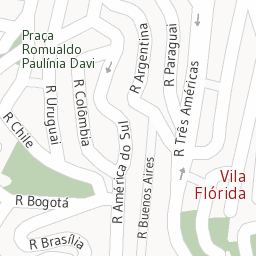 Praça
Romualdo
Paulínia Davi
R Argentina
R Paraguai
R Uruguai
R Colômbia
R Três Américas
R Chile
R América do Sul
R Buenos Aires
Vila
Flórida
R Bogotá
R Brasília